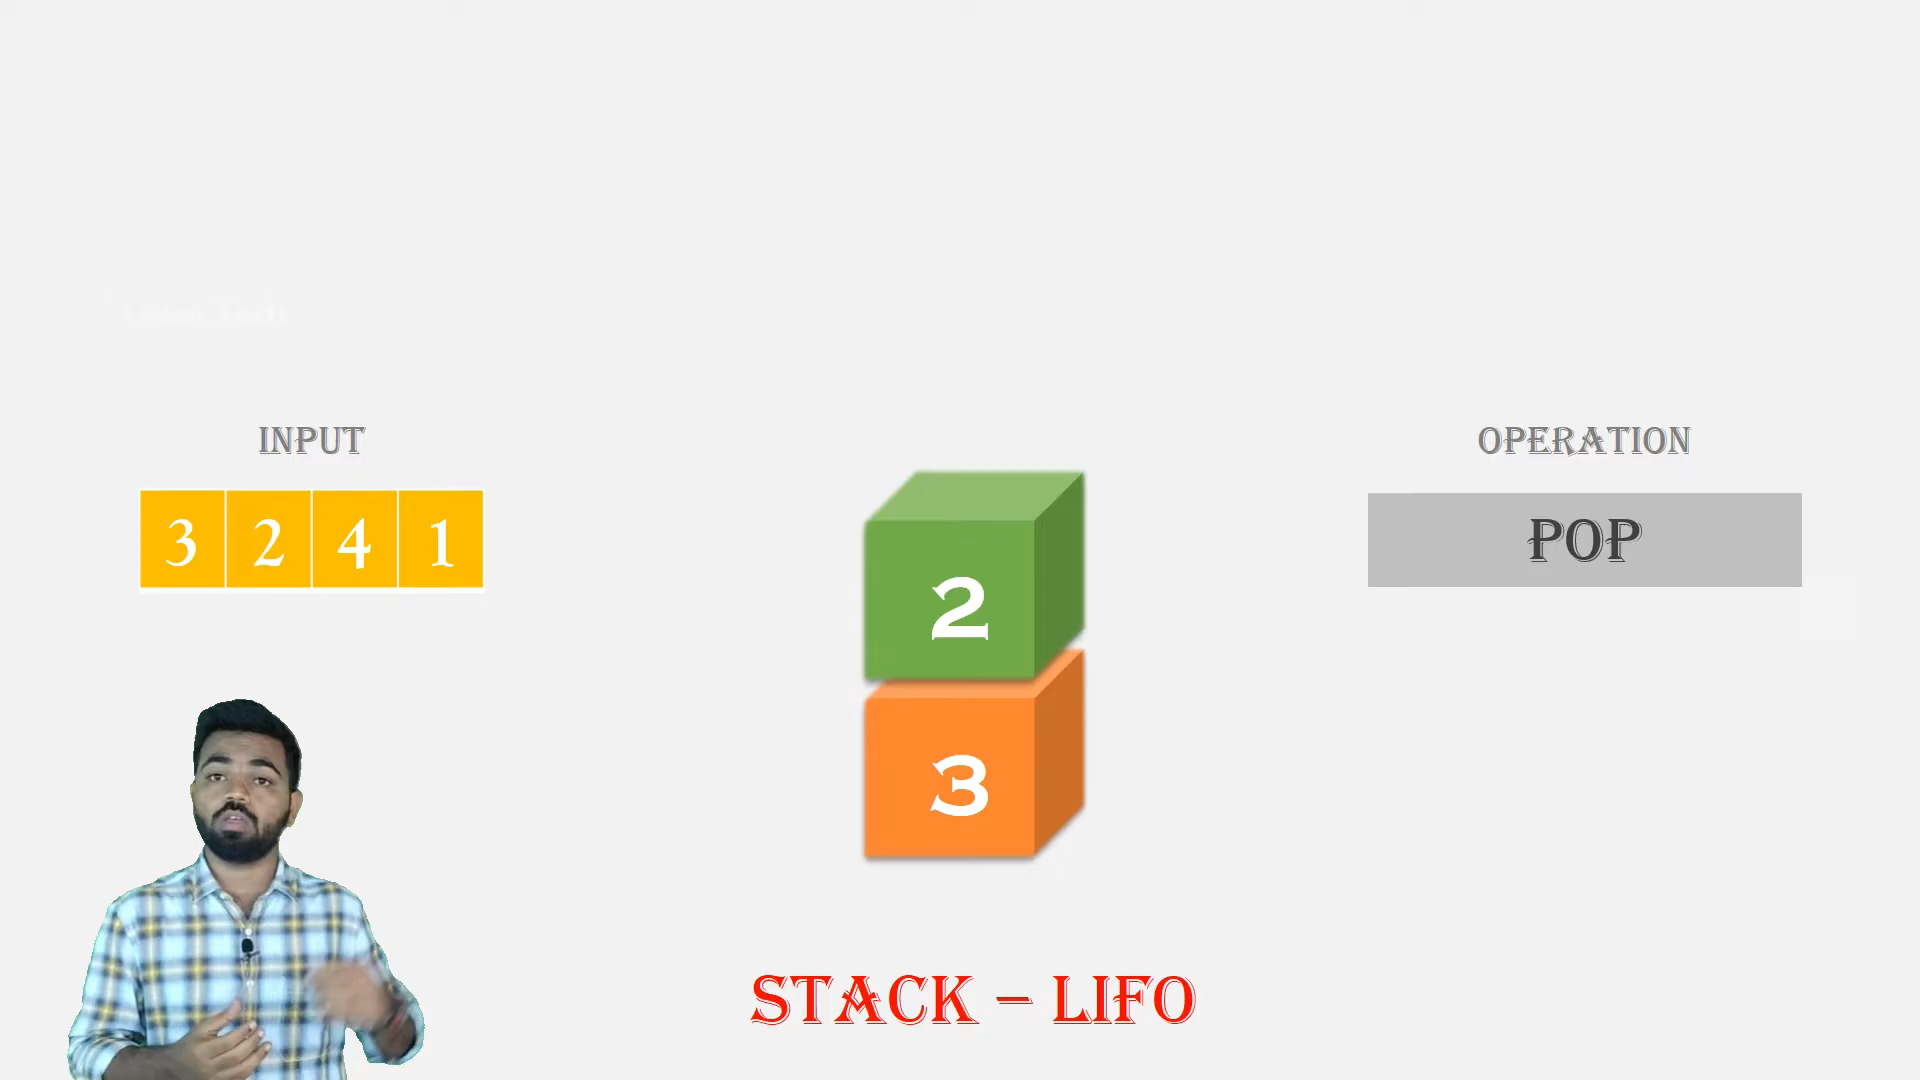 INPUT
3 2 4 1
2
3
OPERATION
POP
STACK – LIFO